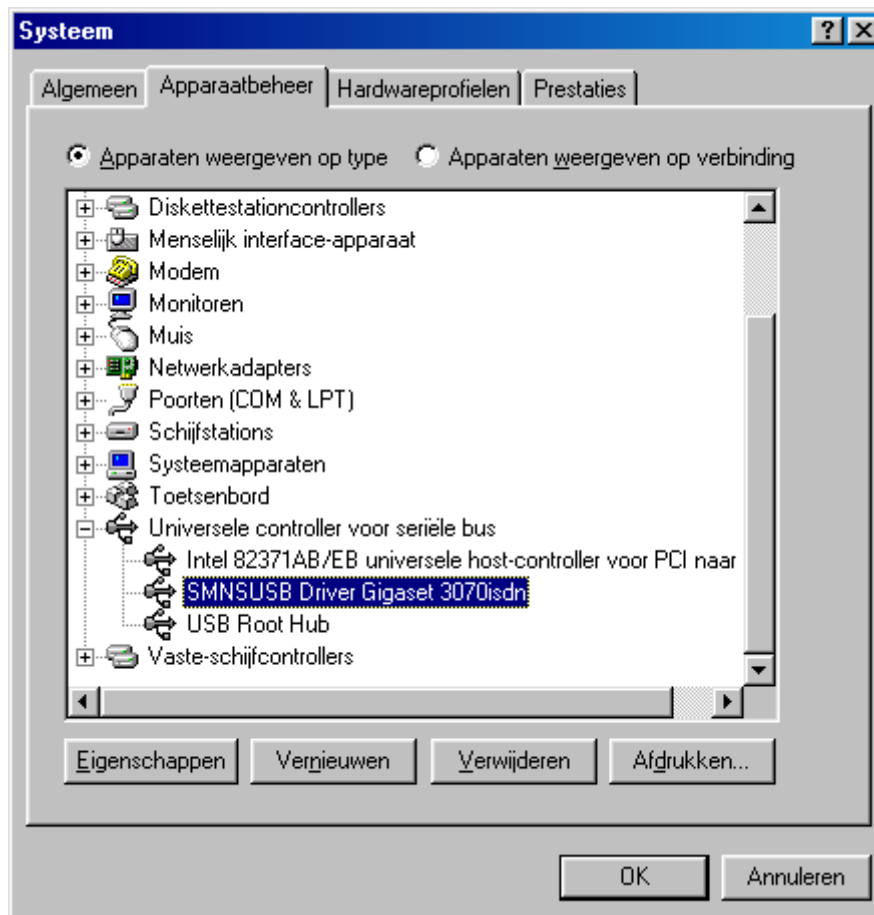 Systeem
Algemeen Apparaatbeheer Hardwareprofielen Prestaties
Apparaten weergeven op type Apparaten weergeven op verbinding
Diskettestationcontrollers
Menselijk interface-apparaat
Modem
Monitoren
Muis
Netwerkadapters
Poorten (COM & LPT)
Schijfstations
Systeemapparaten
Toetsenbord
Universele controller voor seriële bus
Intel 82371AB/EB universele host-controller voor PCI naar
SMNSUSB Driver Gigaset 3070isdn
USB Root Hub
Vaste-schijfcontrollers
Eigenschappen Vernieuwen Verwijderen Afdrukken...
OK Annuleren